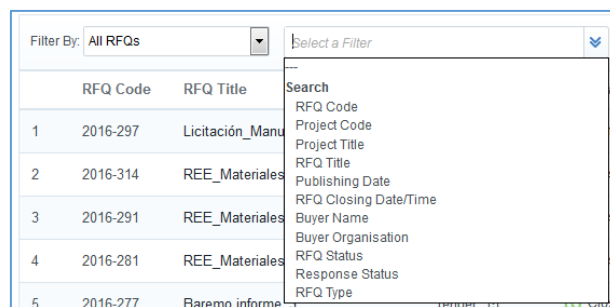 Filter By: All RFQs Select a Filter
---
RFQ Code RFQ Title Search
RFQ Code
1 2016-297 Licitación_Manu Project Code
Project Title
RFQ Title
2 2016-314 REE_Materiales Publishing Date
RFQ Closing Date/Time
3 2016-291 REE_Materiales Buyer Name
Buyer Organisation
4 2016-281 REE_Materiales RFQ Status
Response Status
5 2016-277 Baremo informe RFQ Type